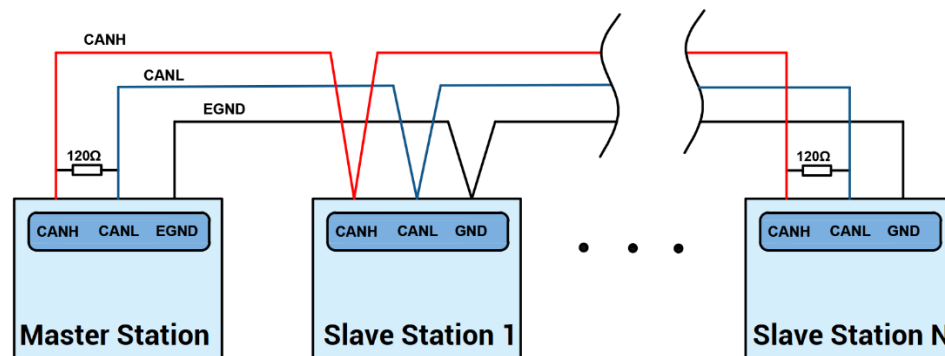 CANH
CANL
EGND
120Ω
120Ω
CANH CANL EGND
CANH CANL GND
CANH CANL GND
Master Station
Slave Station 1
Slave Station N